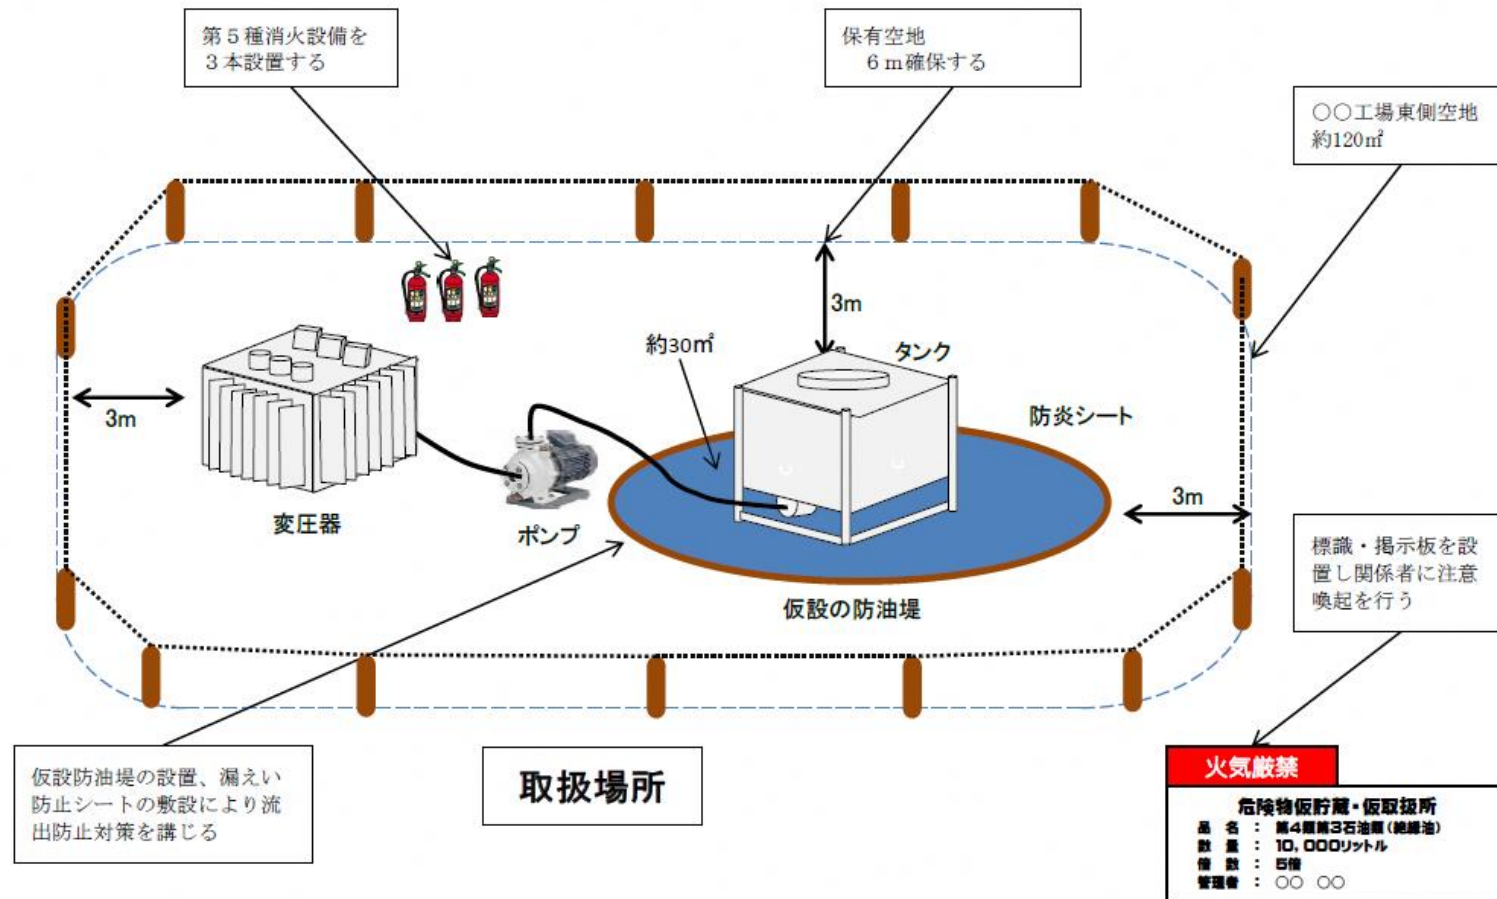 第５種消火設備を
３本設置する
保有空地
６ｍ確保する
○○工場東側空地
約120㎡
3m
約30㎡
タンク
3m
防炎シート
3m
変圧器
ポンプ
仮設の防油堤
標識・掲示板を設
置し関係者に注意
喚起を行う
仮設防油堤の設置、漏えい
防止シートの敷設により流
出防止対策を講じる
取扱場所
火気厳禁
危険物仮貯蔵・仮取扱所
品 名 ： 第4類第3石油類（絶縁油）
数 量 ： 10,000リットル
倍 数 ： 5倍
管理者 ： ○○ ○○